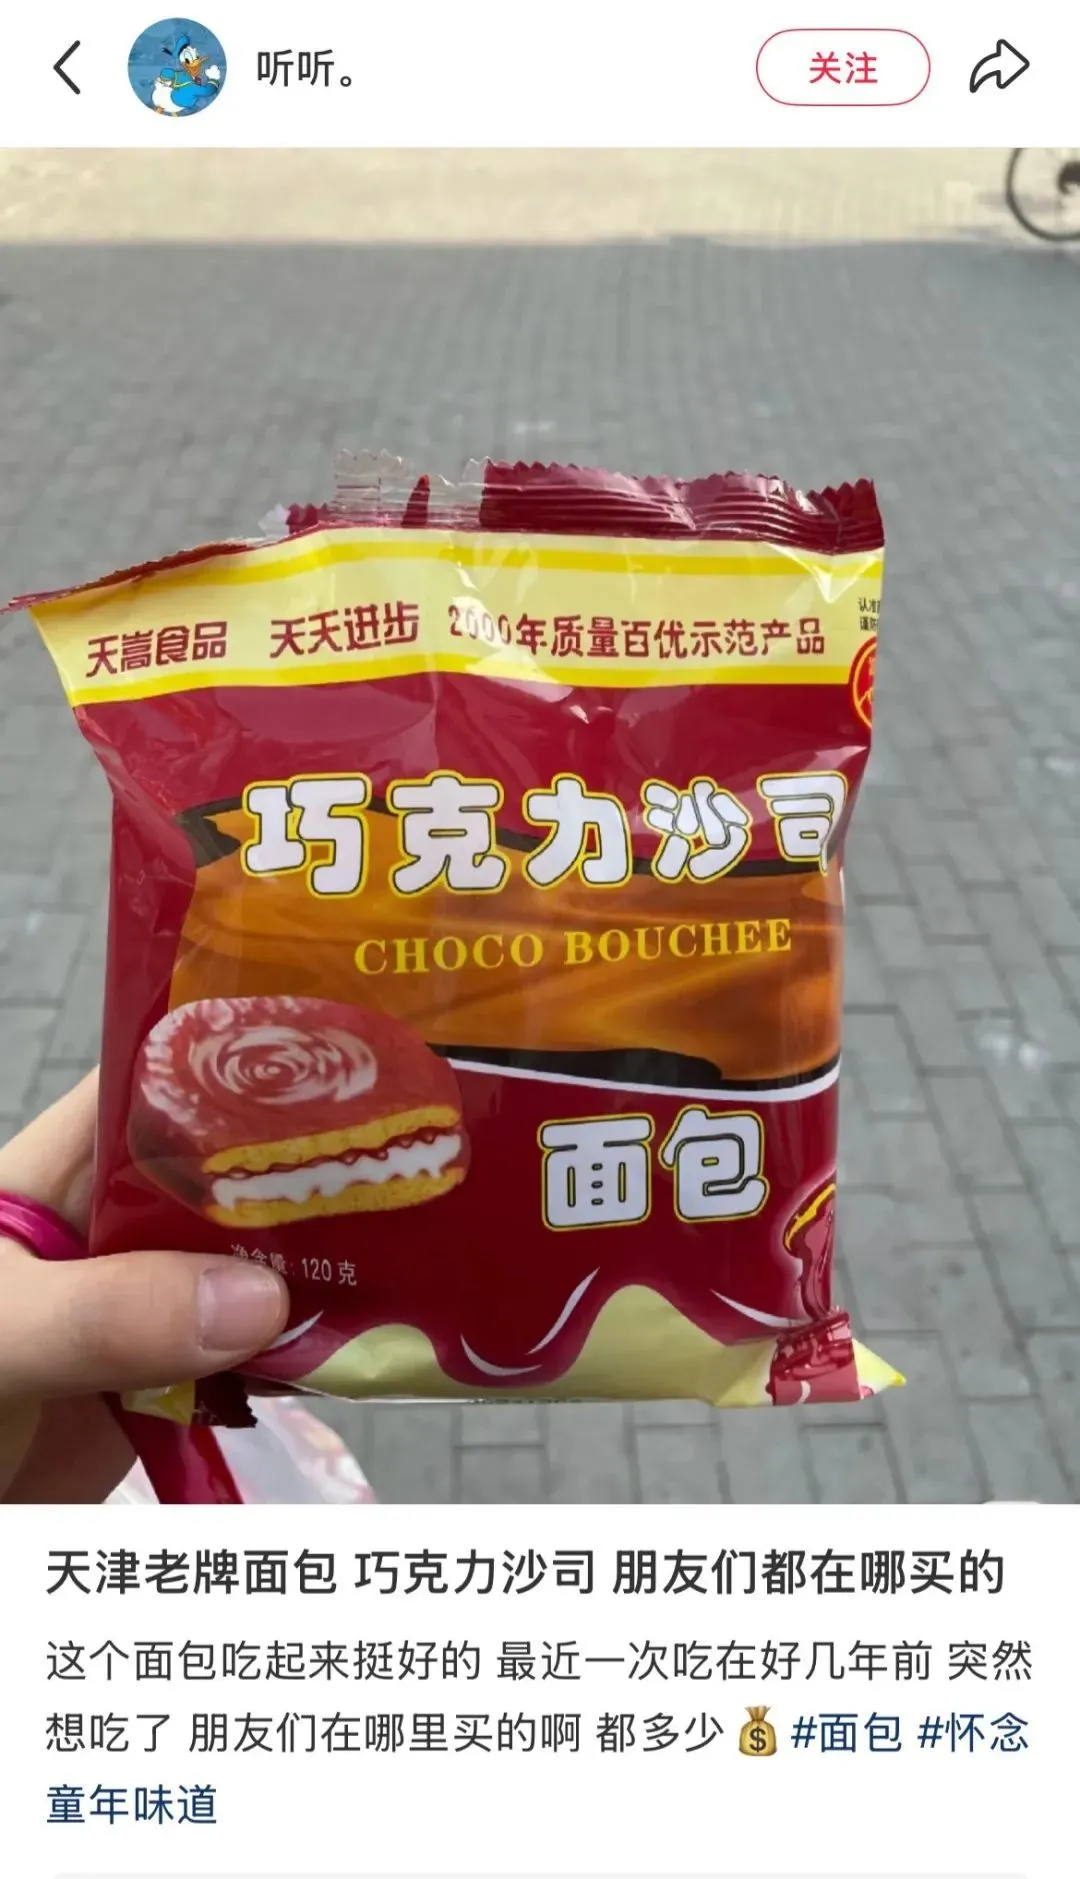 听听。
关注
天嵩食品 天天进步 2000年质量百优示范产品
认准
巧克力沙司
CHOCO BOUCHEE
面包
净含量:120克
天津老牌面包 巧克力沙司 朋友们都在哪买的
这个面包吃起来挺好的 最近一次吃在好几年前 突然
想吃了 朋友们在哪里买的啊 都多少💰 #面包 #怀念
童年味道